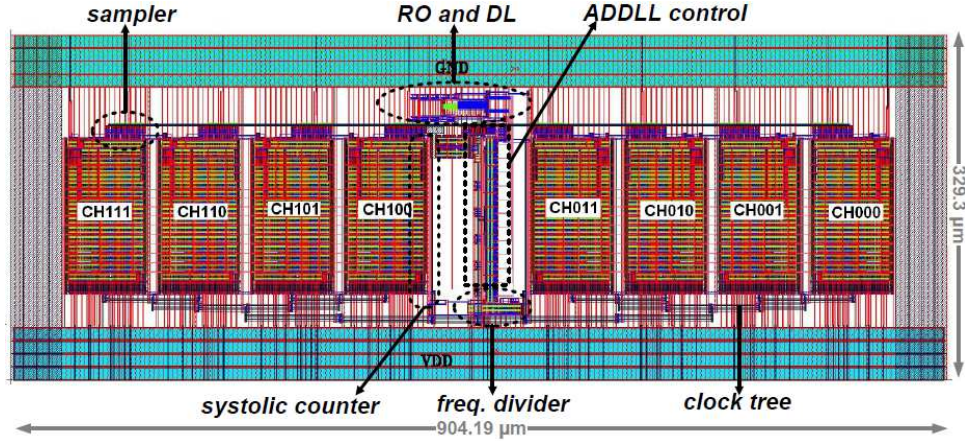 sampler
RO and DL
ADDLL control
GND
CH111
CH110
CH101
CH100
CH011
CH010
CH001
CH000
329.3 µm
VDD
systolic counter
freq. divider
clock tree
904.19 µm